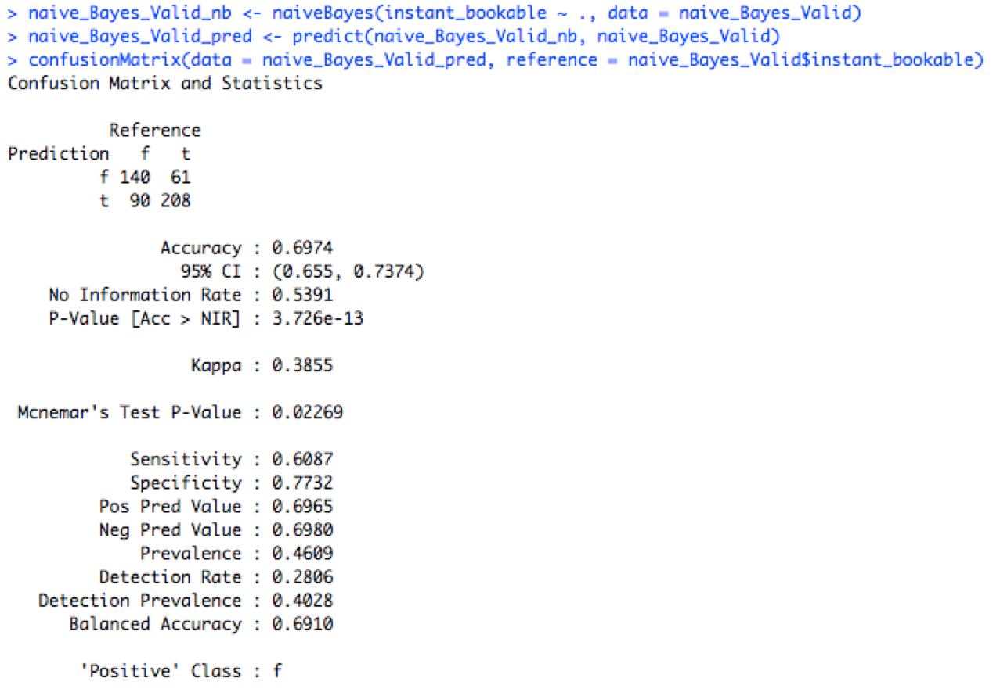 > naive_Bayes_Valid_nb <- naiveBayes(instant_bookable ~ ., data = naive_Bayes_Valid)
> naive_Bayes_Valid_pred <- predict(naive_Bayes_Valid_nb, naive_Bayes_Valid)
> confusionMatrix(data = naive_Bayes_Valid_pred, reference = naive_Bayes_Valid$instant_bookable)
Confusion Matrix and Statistics
Reference
Prediction f t
f 140 61
t 90 208
Accuracy : 0.6974
95% CI : (0.655, 0.7374)
No Information Rate : 0.5391
P-Value [Acc > NIR] : 3.726e-13
Kappa : 0.3855
Mcnemar's Test P-Value : 0.02269
Sensitivity : 0.6087
Specificity : 0.7732
Pos Pred Value : 0.6965
Neg Pred Value : 0.6980
Prevalence : 0.4609
Detection Rate : 0.2806
Detection Prevalence : 0.4028
Balanced Accuracy : 0.6910
'Positive' Class : f